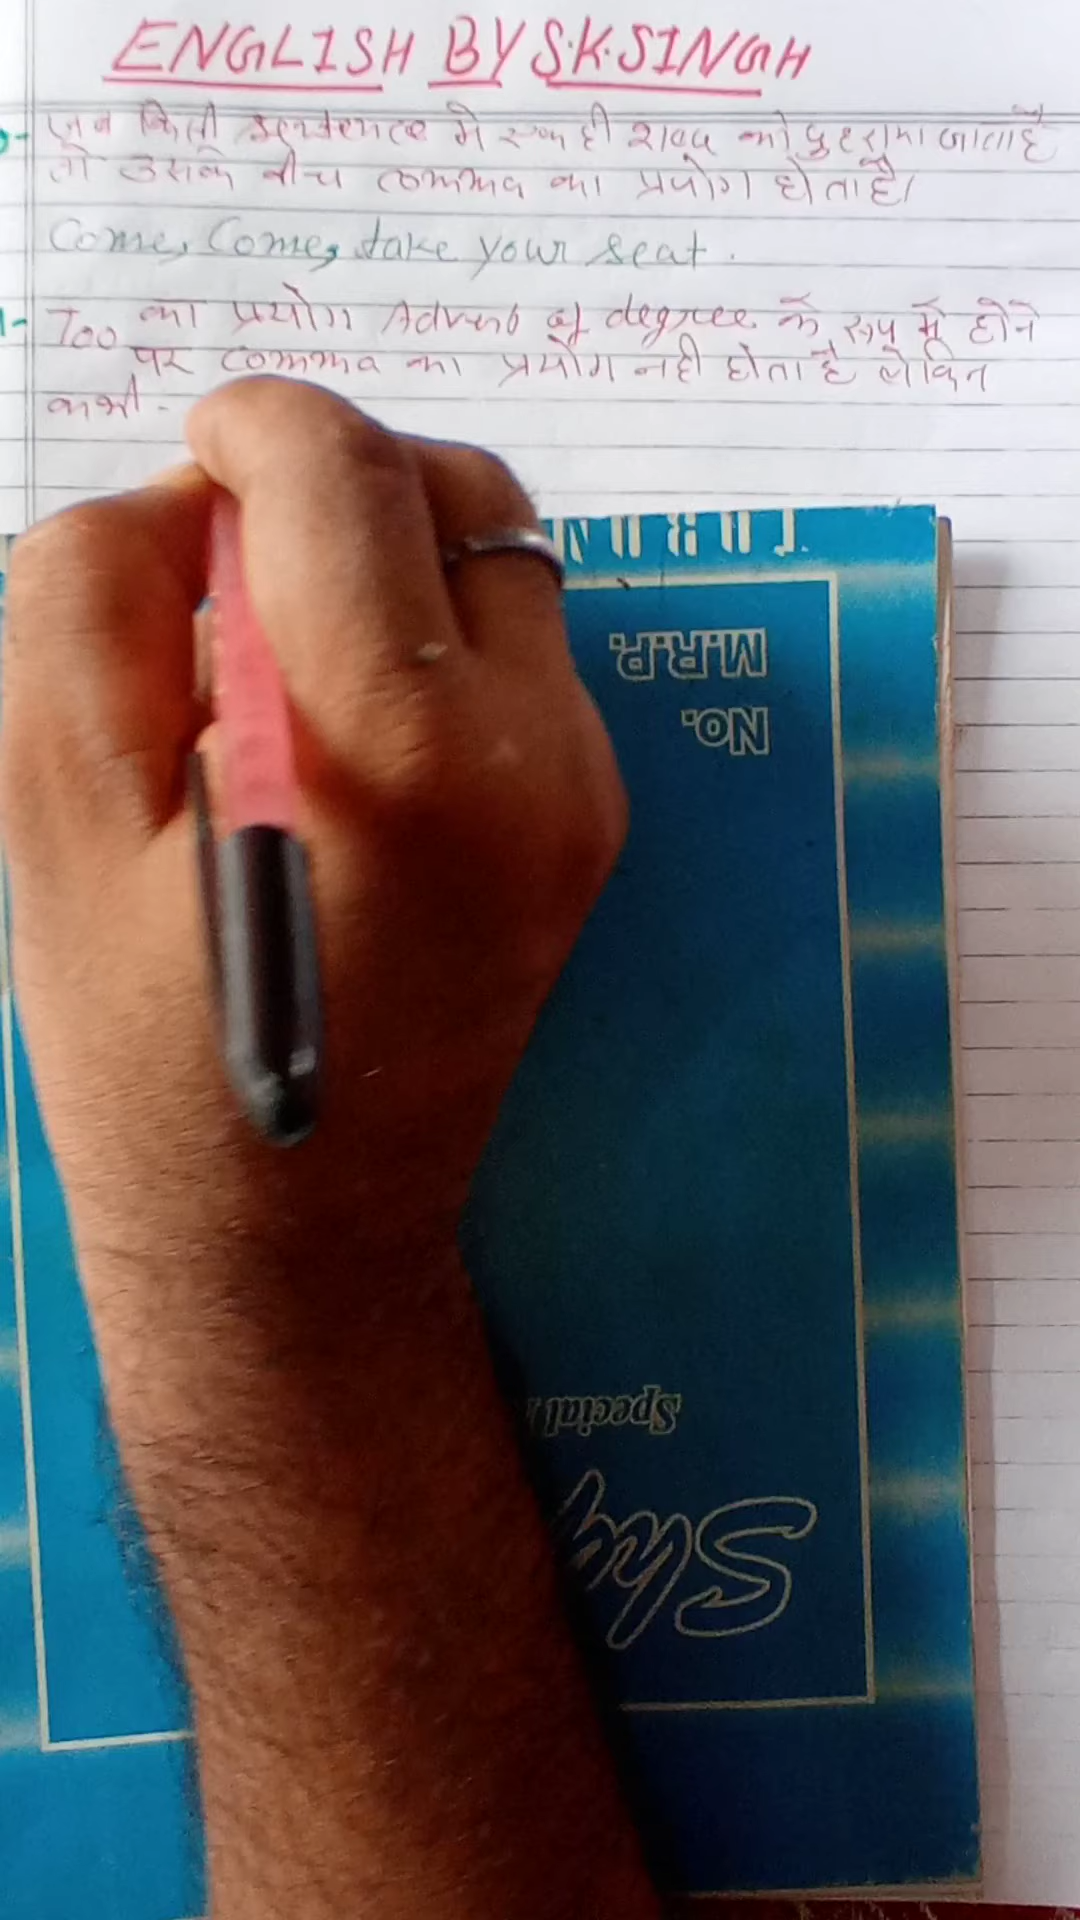 ENGLISH BY S.K.SINGH
जब किसी sentence मे एक ही शब्द को दुहराया जाता है
तो उसके बीच comma का प्रयोग होता है।
Come, Come, take your seat.
Too का प्रयोग Adverb of degree के रूप में होने
पर comma का प्रयोग नही होता है लेकिन
कभी-
M.R.P.
NO.
Special